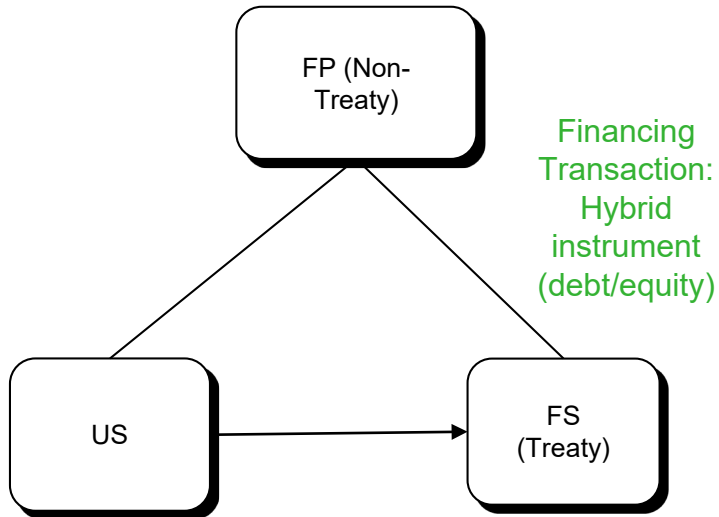 FP (Non-
Treaty)
Financing
Transaction:
Hybrid
instrument
(debt/equity)
US
FS
(Treaty)